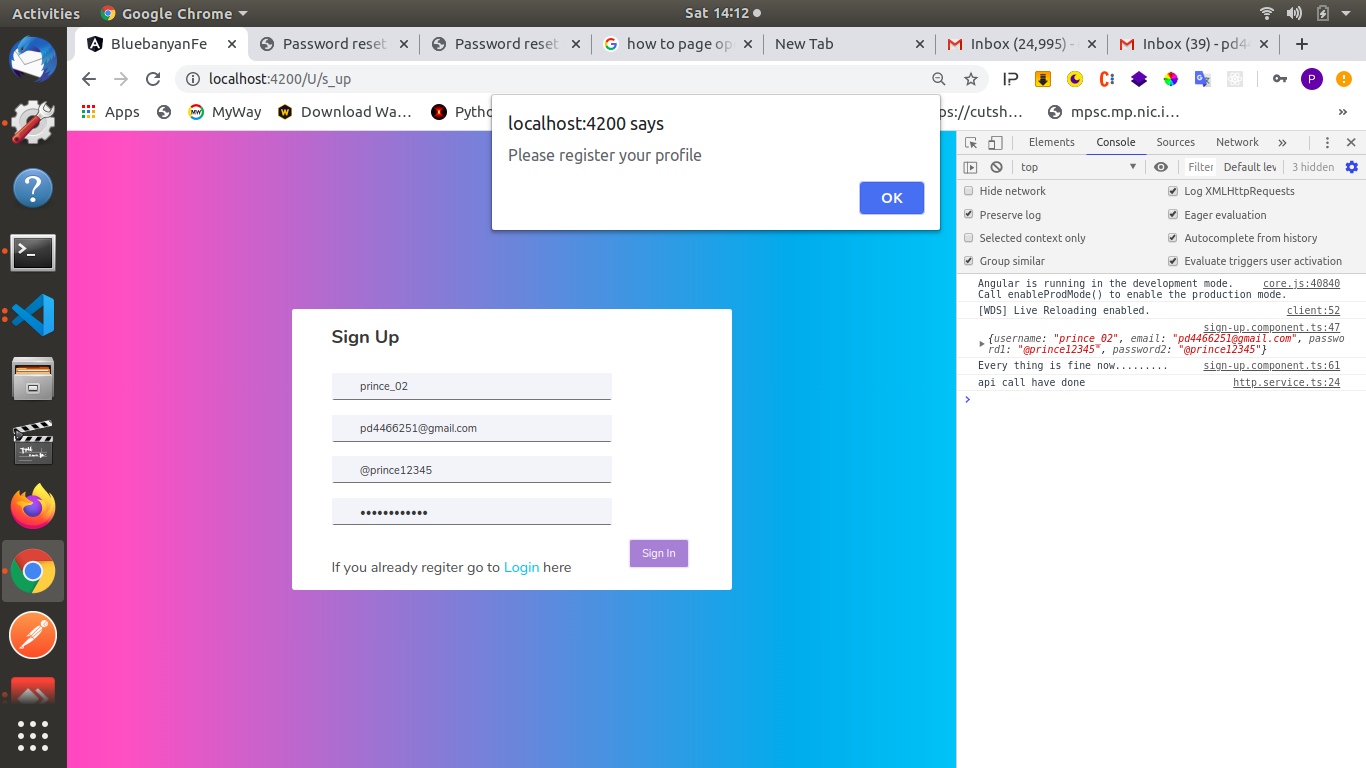 Activities Google Chrome Sat 14:12
BluebanyanFe Password reset Password reset how to page op New Tab Inbox (24,995) - Inbox (39) - pd4
localhost:4200/U/s_up
Apps MyWay Download Wa… Pytho ps://cutsh… mpsc.mp.nic.i… »
localhost:4200 says
Please register your profile
OK
Sign Up
prince_02
pd4466251@gmail.com
@prince12345
••••••••••••
Sign In
If you already regiter go to Login here
Elements Console Sources Network »
top Filter Default lev 3 hidden
Hide network Log XMLHttpRequests
Preserve log Eager evaluation
Selected context only Autocomplete from history
Group similar Evaluate triggers user activation
Angular is running in the development mode. core.js:40840
Call enableProdMode() to enable the production mode.
[WDS] Live Reloading enabled. client:52
sign-up.component.ts:47
{username: "prince_02", email: "pd4466251@gmail.com", passwo
rd1: "@prince12345", password2: "@prince12345"}
Every thing is fine now......... sign-up.component.ts:61
api call have done http.service.ts:24